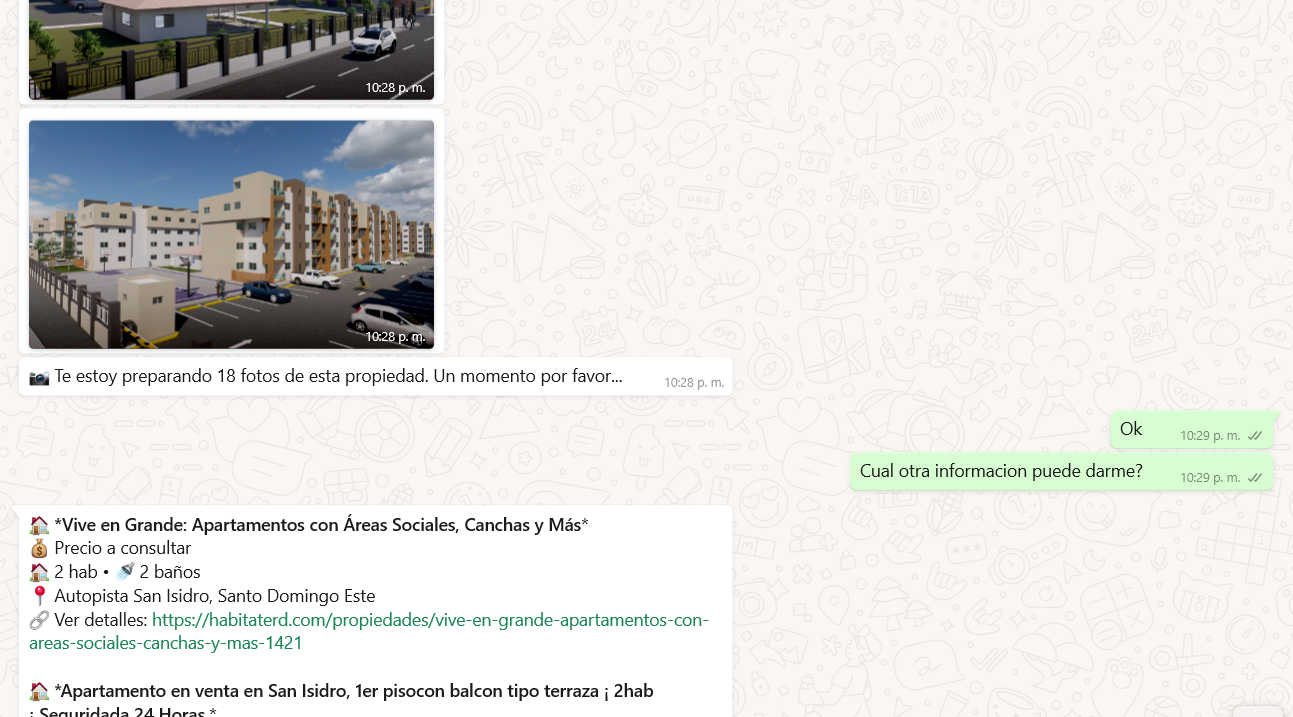 10:28 p. m.
10:28 p. m.
📷 Te estoy preparando 18 fotos de esta propiedad. Un momento por favor...
10:28 p. m.
Ok
10:29 p. m.
Cual otra informacion puede darme?
10:29 p. m.
🏠 *Vive en Grande: Apartamentos con Áreas Sociales, Canchas y Más*
💰 Precio a consultar
🏠 2 hab • 🚿 2 baños
📍 Autopista San Isidro, Santo Domingo Este
🔗 Ver detalles: https://habitaterd.com/propiedades/vive-en-grande-apartamentos-con-
areas-sociales-canchas-y-mas-1421
🏠 *Apartamento en venta en San Isidro, 1er pisocon balcon tipo terraza ¡ 2hab
¡ Seguridada 24 Horas *